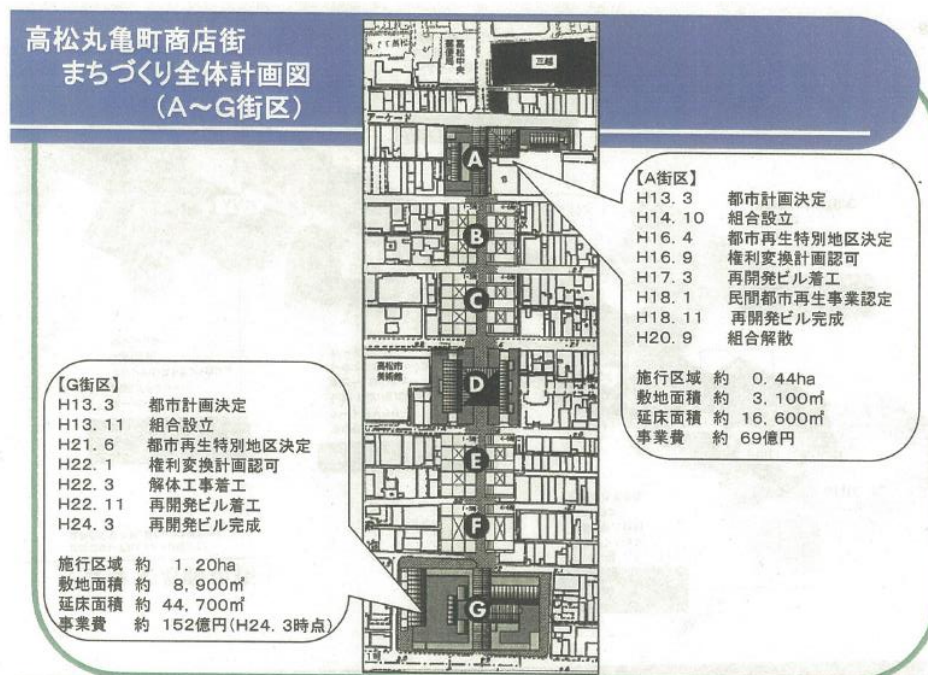 高松丸亀町商店街
まちづくり全体計画図
(A～G街区)
高松中央
郵便局
三越
アーケード
A
B
C
高松市
美術館
D
E
F
G
【A街区】
H13. 3 都市計画決定
H14. 10 組合設立
H16. 4 都市再生特別地区決定
H16. 9 権利変換計画認可
H17. 3 再開発ビル着工
H18. 1 民間都市再生事業認定
H18. 11 再開発ビル完成
H20. 9 組合解散
施行区域 約 0. 44ha
敷地面積 約 3, 100㎡
延床面積 約 16, 600㎡
事業費 約 69億円
【G街区】
H13. 3 都市計画決定
H13. 11 組合設立
H21. 6 都市再生特別地区決定
H22. 1 権利変換計画認可
H22. 3 解体工事着工
H22. 11 再開発ビル着工
H24. 3 再開発ビル完成
施行区域 約 1. 20ha
敷地面積 約 8, 900㎡
延床面積 約 44, 700㎡
事業費 約 152億円(H24. 3時点)